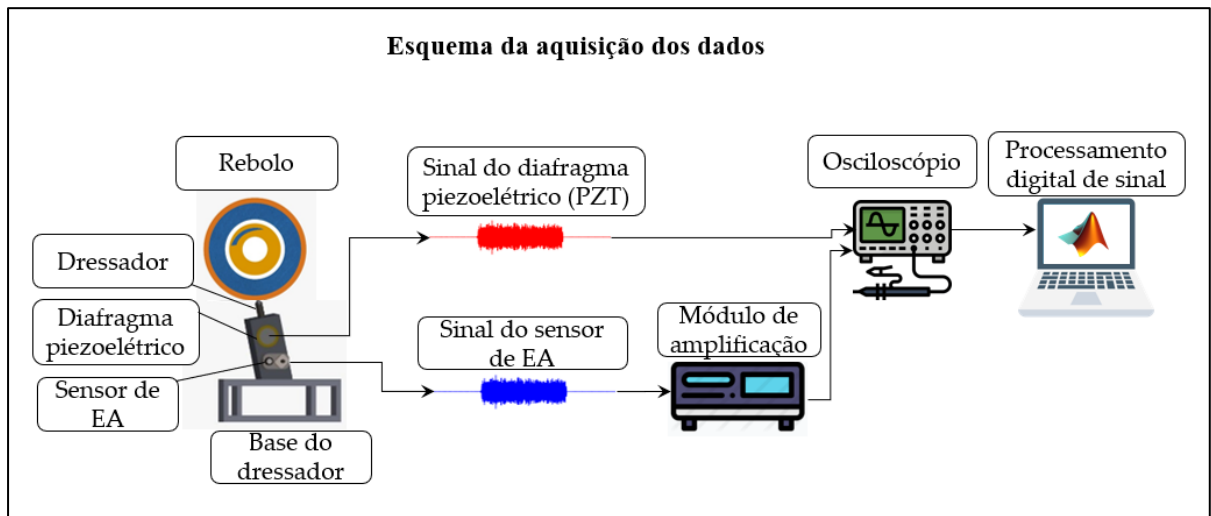 Esquema da aquisição dos dados
Rebolo
Dressador
Diafragma
piezoelétrico
Sensor de
EA
Base do
dressador
Sinal do diafragma
piezoelétrico (PZT)
Sinal do sensor
de EA
Módulo de
amplificação
Osciloscópio
Processamento
digital de sinal